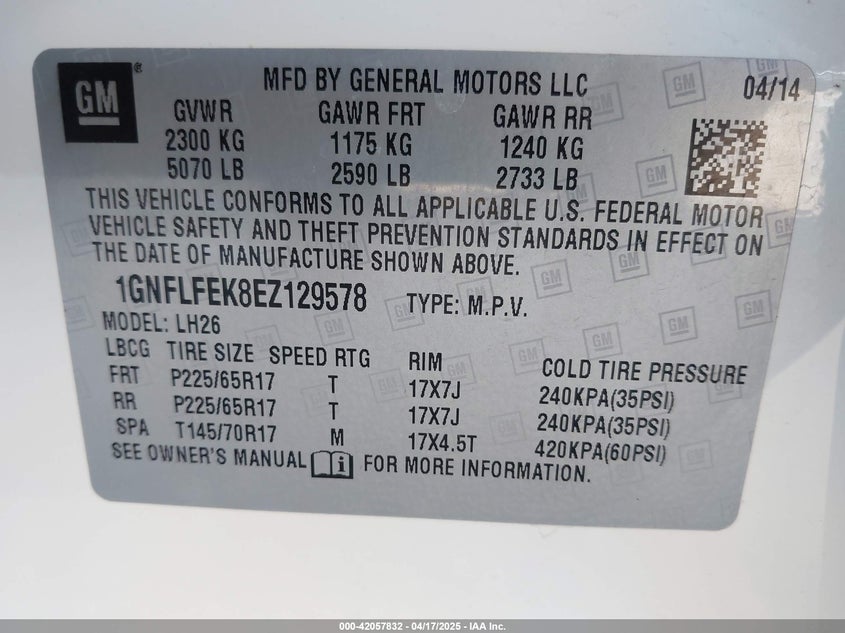 GM
MFD BY GENERAL MOTORS LLC 04/14
GVWR GAWR FRT GAWR RR
2300 KG 1175 KG 1240 KG
5070 LB 2590 LB 2733 LB
THIS VEHICLE CONFORMS TO ALL APPLICABLE U.S. FEDERAL MOTOR
VEHICLE SAFETY AND THEFT PREVENTION STANDARDS IN EFFECT ON
THE DATE OF MANUFACTURE SHOWN ABOVE.
1GNFLFEK8EZ129578 TYPE: M.P.V.
MODEL: LH26
LBCG TIRE SIZE SPEED RTG RIM COLD TIRE PRESSURE
FRT P225/65R17 T 17X7J 240KPA(35PSI)
RR P225/65R17 T 17X7J 240KPA(35PSI)
SPA T145/70R17 M 17X4.5T 420KPA(60PSI)
SEE OWNER'S MANUAL FOR MORE INFORMATION.
000-42057832 - 04/17/2025 - IAA Inc.